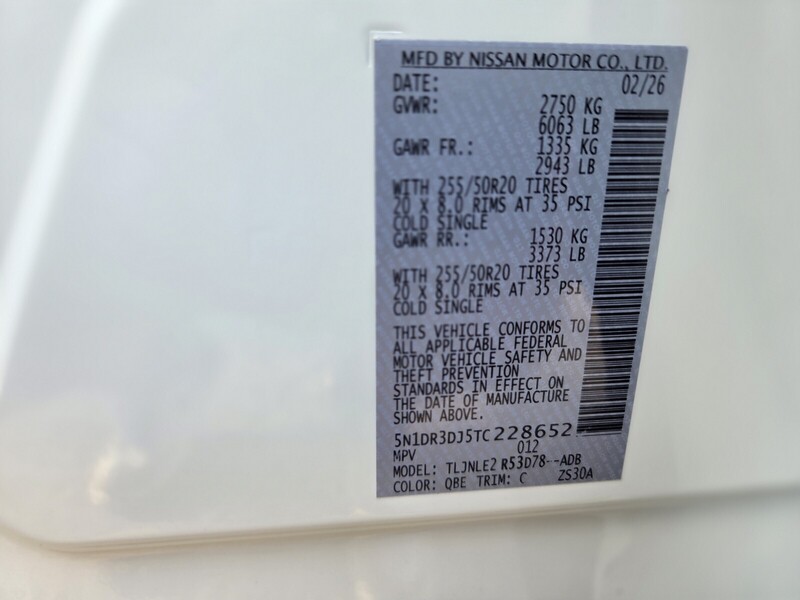 MFD BY NISSAN MOTOR CO., LTD.
DATE: 02/26
GVWR: 2750 KG
6063 LB
GAWR FR.: 1335 KG
2943 LB
WITH 255/50R20 TIRES
20 X 8.0 RIMS AT 35 PSI
COLD SINGLE
GAWR RR.: 1530 KG
3373 LB
WITH 255/50R20 TIRES
20 X 8.0 RIMS AT 35 PSI
COLD SINGLE
THIS VEHICLE CONFORMS TO
ALL APPLICABLE FEDERAL
MOTOR VEHICLE SAFETY AND
THEFT PREVENTION
STANDARDS IN EFFECT ON
THE DATE OF MANUFACTURE
SHOWN ABOVE.
5N1DR3DJ5TC228652
MPV 012
MODEL: TLJNLE2 R53D78--ADB
COLOR: QBE TRIM: C ZS30A